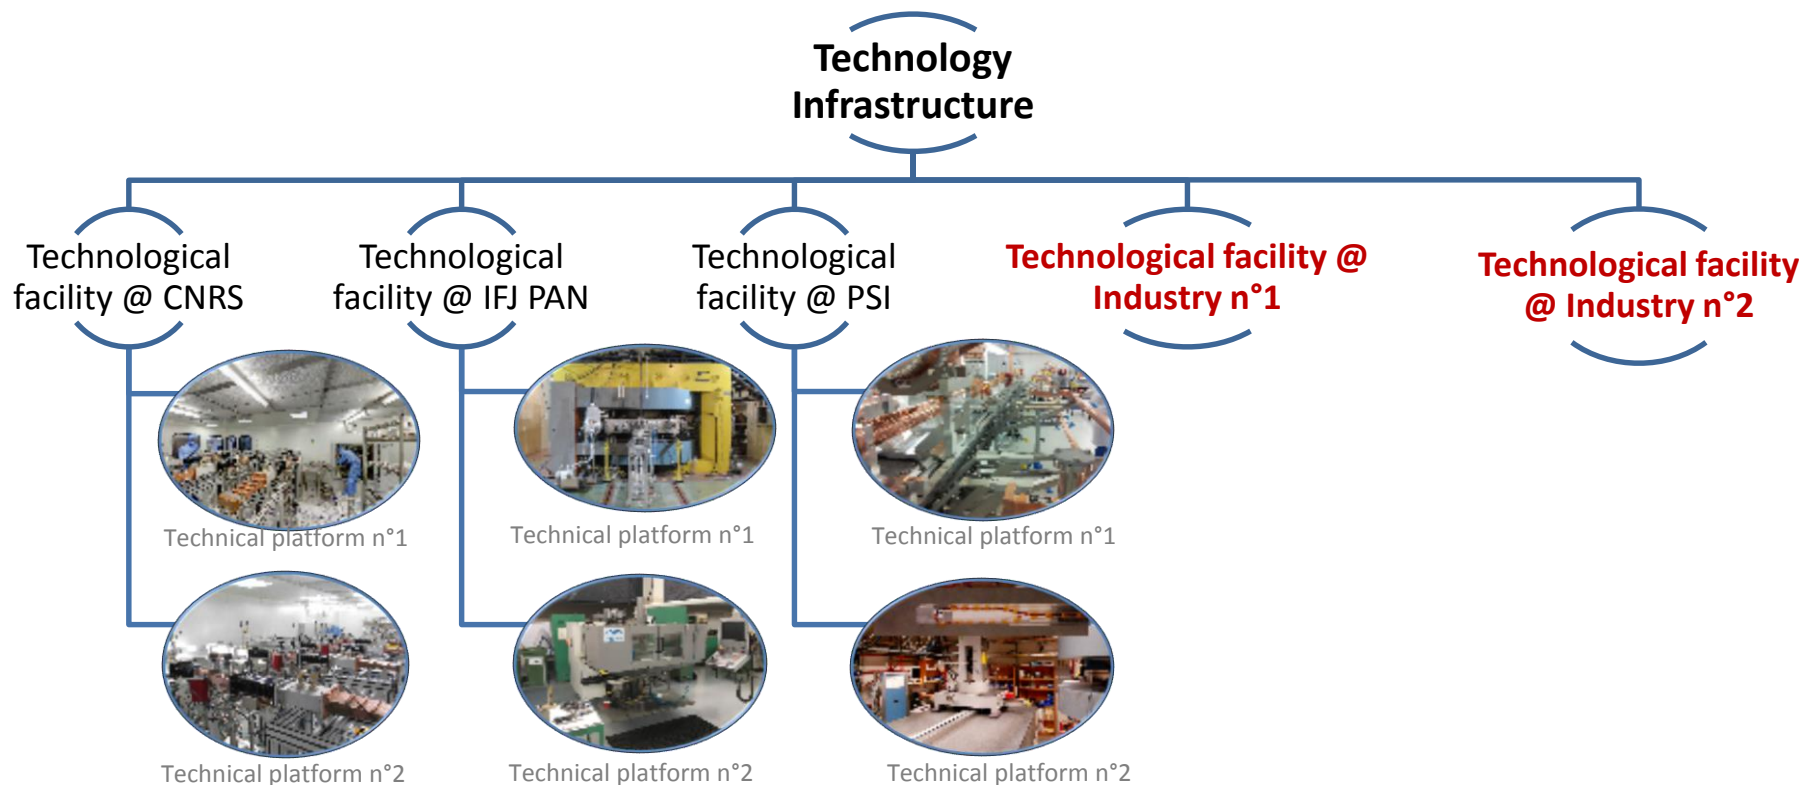 Technology
Infrastructure
Technological
facility @ CNRS
Technological
facility @ IFJ PAN
Technological
facility @ PSI
Technological facility @
Industry n°1
Technological facility
@ Industry n°2
Technical platform n°1
Technical platform n°1
Technical platform n°1
Technical platform n°2
Technical platform n°2
Technical platform n°2